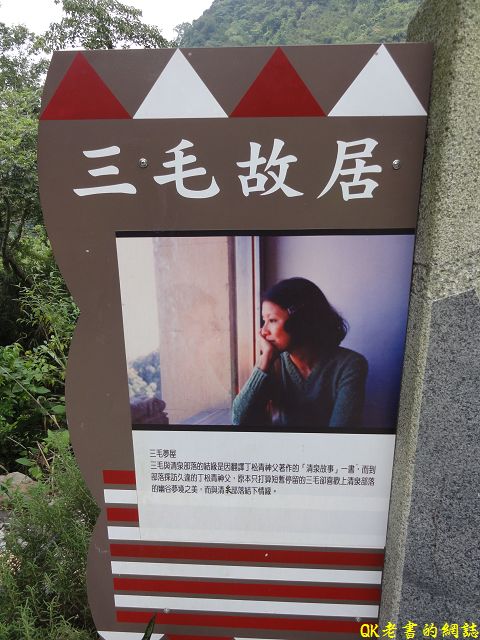 三毛故居
三毛夢屋
三毛與清泉部落的結緣是因翻譯丁松青神父著作的「清泉故事」一書，而到
部落探訪久違的丁松青神父，原本只打算短暫停留的三毛卻喜歡上清泉部落
的幽谷夢境之美，而與清泉部落結下情緣。
QK老書的網誌